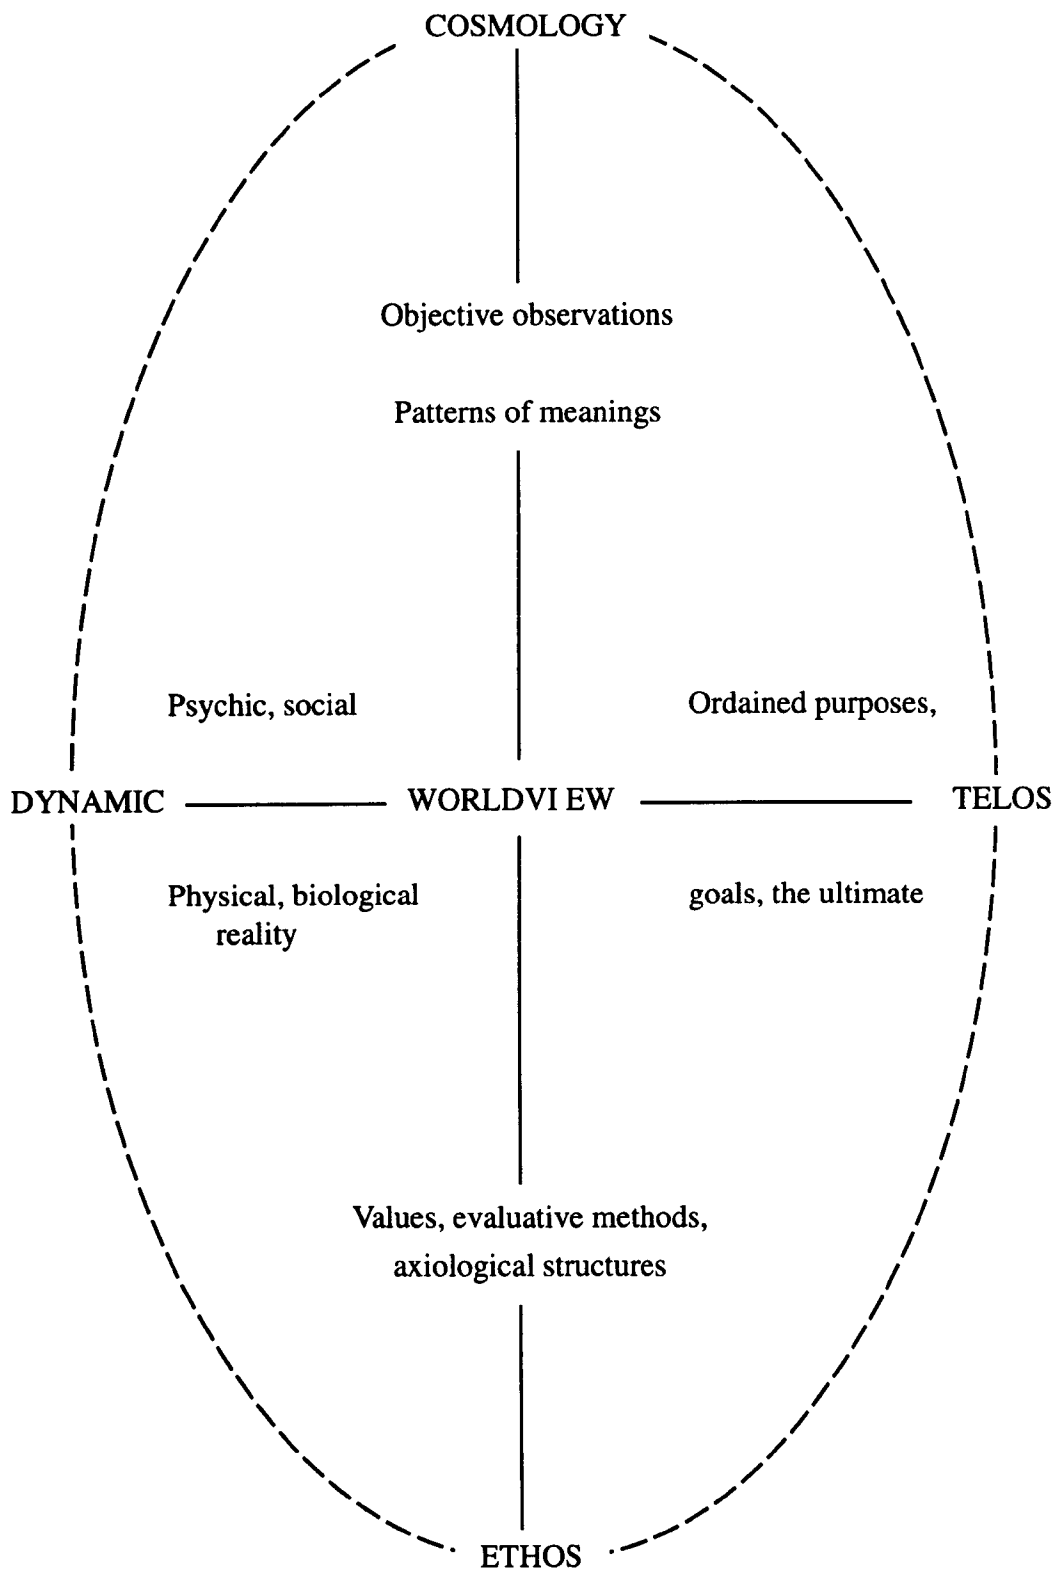 COSMOLOGY
Objective observations
Patterns of meanings
Psychic, social
Ordained purposes,
DYNAMIC
WORLDVI EW
TELOS
Physical, biological
reality
goals, the ultimate
Values, evaluative methods,
axiological structures
ETHOS